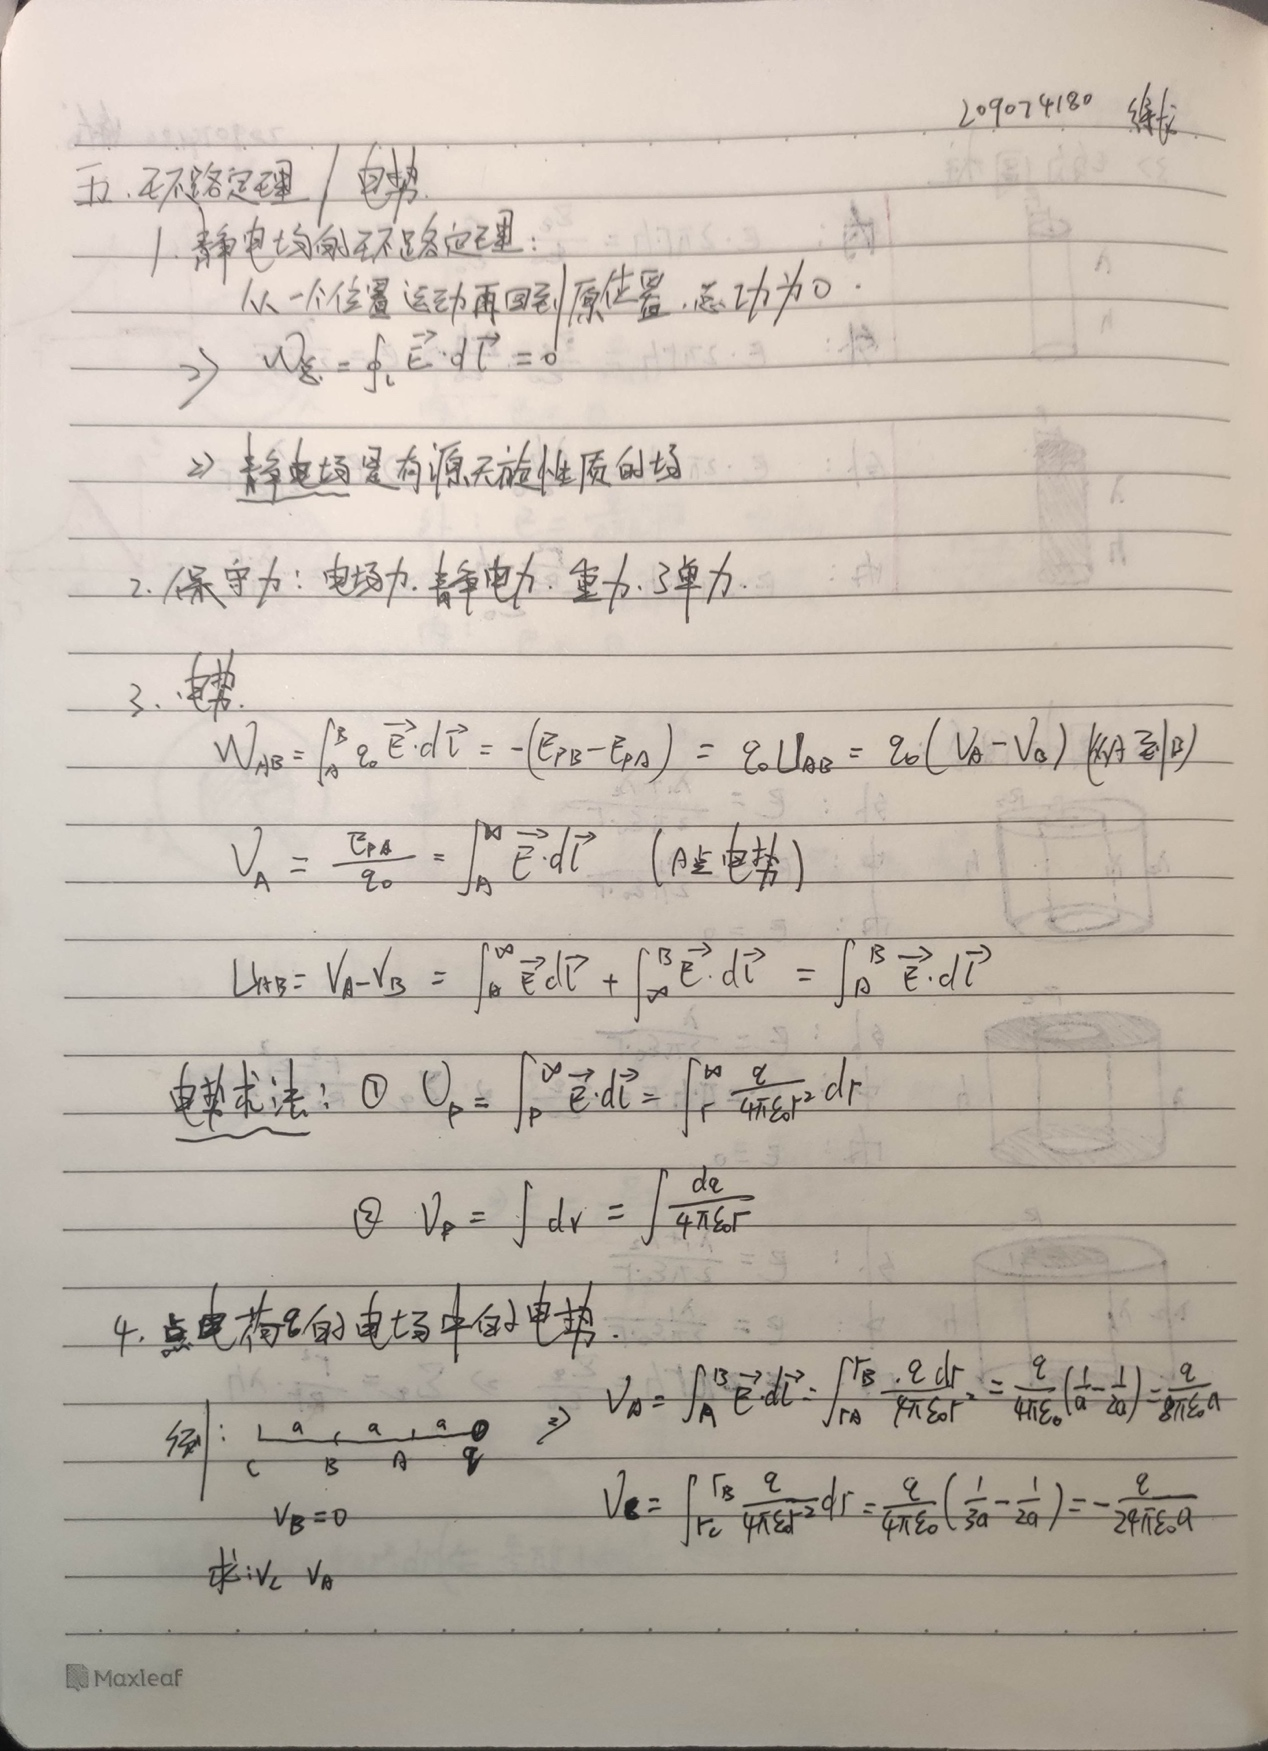 209074180 徐
五.环路定理/电势.
1.静电场的环路定理:
从一个位置运动再回到原位置.总功为0.
=> W总=∮_L E⃗·dl⃗=0
=> 静电场是有源无旋性质的场
2.保守力:电场力.静电力.重力.弹力.
3.电势.
W_AB=∫_A^B q₀E⃗·dl⃗=-(E_PB-E_PA)=q₀U_AB=q₀(V_A-V_B)(从A到B)
V_A=E_PA/q₀=∫_A^∞ E⃗·dl⃗ (A点电势)
U_AB=V_A-V_B=∫_A^∞ E⃗dl⃗+∫_∞^B E⃗·dl⃗=∫_A^B E⃗·dl⃗
电势求法:① U_P=∫_P^∞ E⃗·dl⃗=∫_r^∞ q/(4πε₀r²) dr
② V_P=∫dv=∫dq/(4πε₀r)
4.点电荷q的电场中的电势.
=> V_A=∫_A^B E⃗·dl⃗=∫_{r_A}^{r_B} q dr/(4πε₀r²)=q/(4πε₀)(1/a-1/2a)=q/(8πε₀a)
例: a a a
C B A q
V_C=∫_{r_C}^{r_B} q/(4πε₀r²) dr=q/(4πε₀)(1/3a-1/2a)=-q/(24πε₀a)
V_B=0
求:V_C V_A
Maxleaf